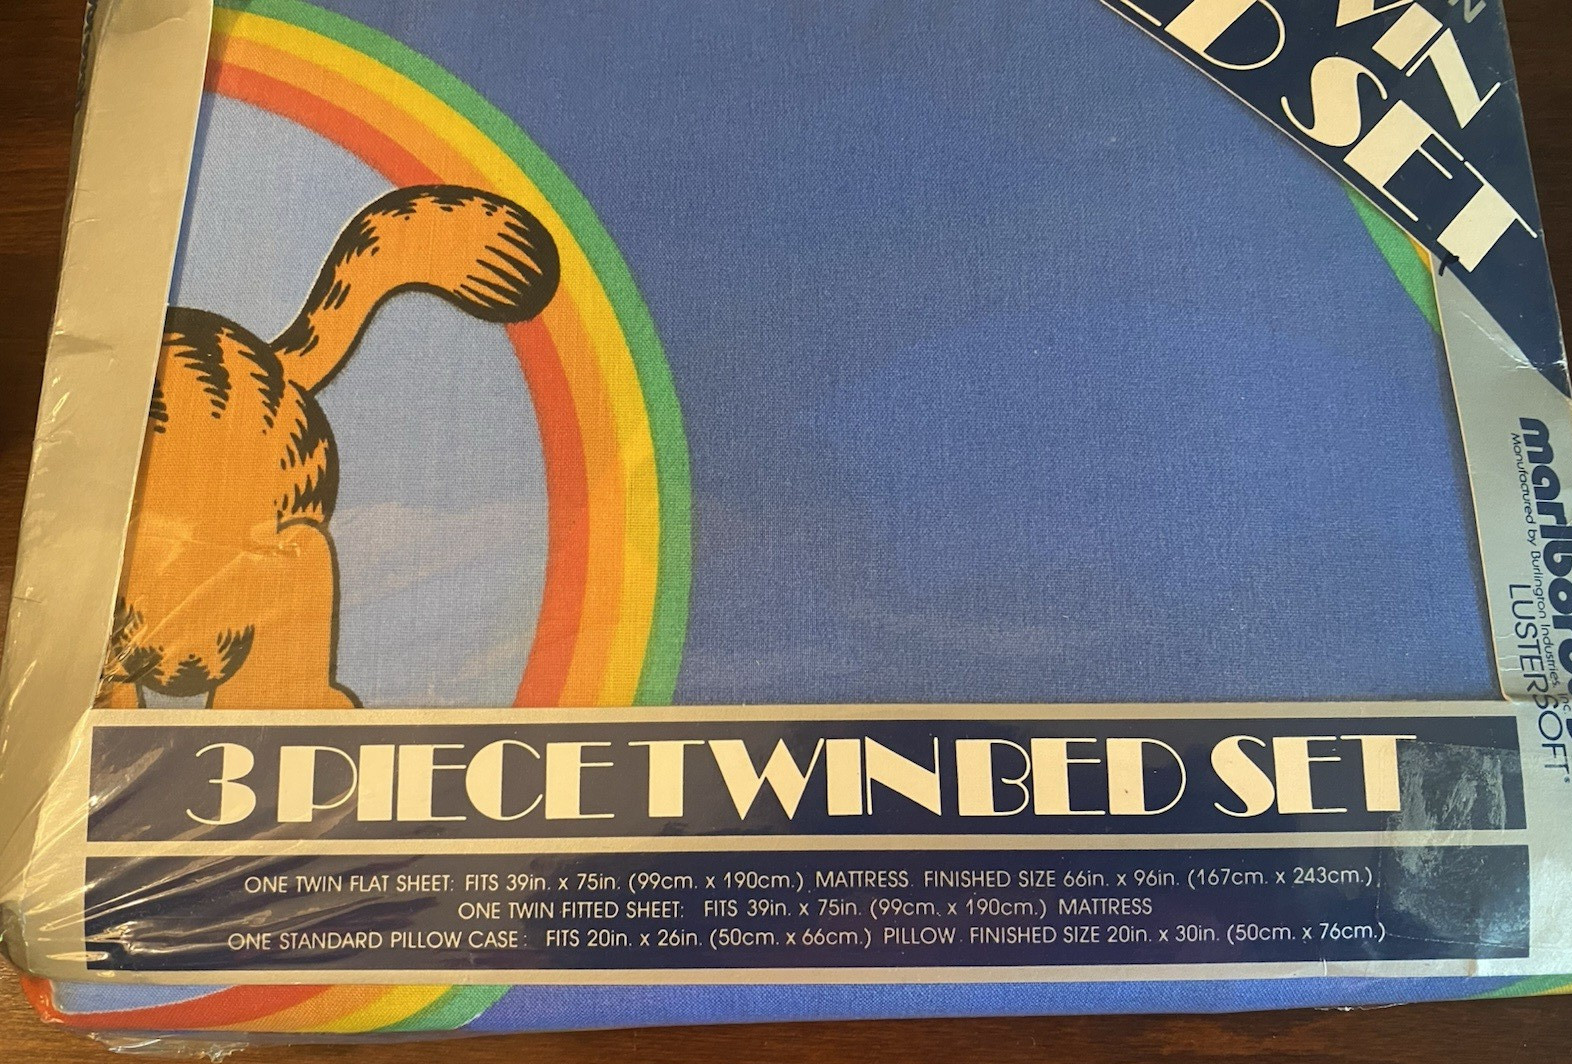 SET
3 PIECE TWIN BED SET
ONE TWIN FLAT SHEET: FITS 39in. x 75in. (99cm. x 190cm.) MATTRESS. FINISHED SIZE 66in. x 96in. (167cm. x 243cm.)
ONE TWIN FITTED SHEET: FITS 39in. x 75in. (99cm. x 190cm.) MATTRESS
ONE STANDARD PILLOW CASE: FITS 20in. x 26in. (50cm. x 66cm.) PILLOW. FINISHED SIZE 20in. x 30in. (50cm. x 76cm.)
Manufactured by Burlington Industries, Inc.
LUSTERSOFT®